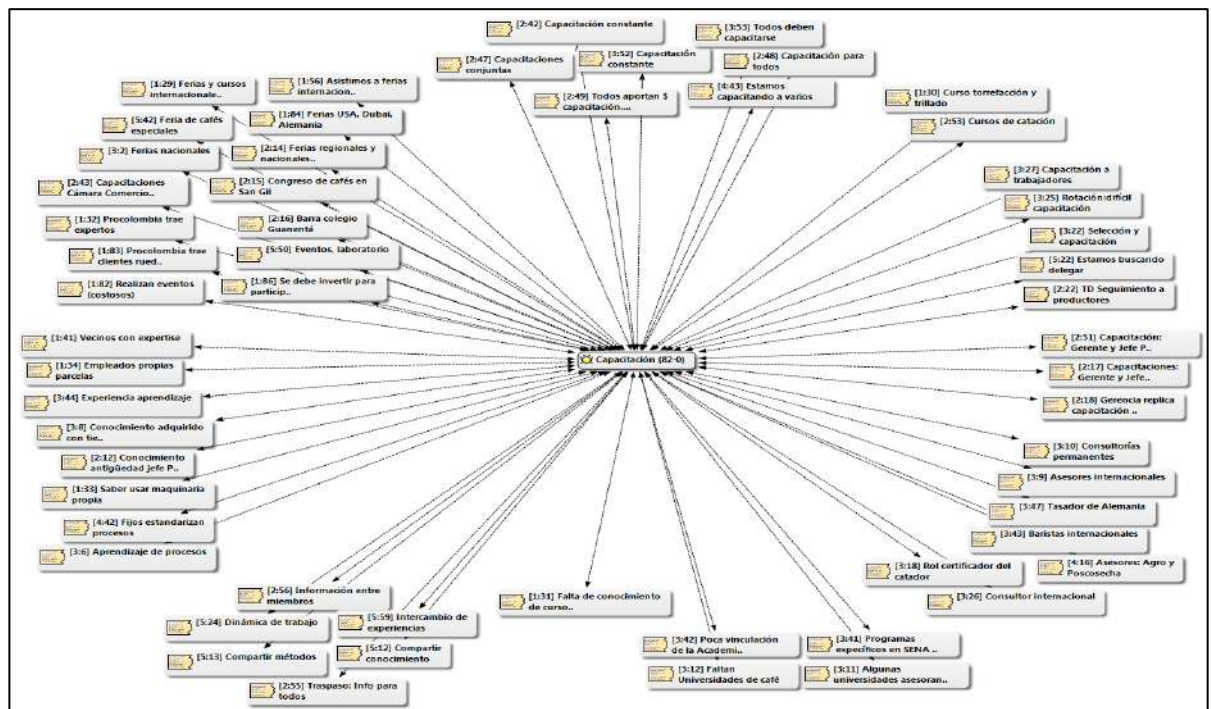 [2:42] Capacitación constante
[3:53] Todos deben
capacitarse
[2:47] Capacitaciones
conjuntas
[3:52] Capacitación
constante
[2:48] Capacitación para
todos
[2:49] Todos aportan $
capacitación....
[4:43] Estamos
capacitando a varios
[1:29] Ferias y cursos
internacionale..
[1:56] Asistimos a ferias
internacion..
[5:42] Feria de cafés
especiales
[1:84] Ferias USA, Dubai,
Alemania
[3:2] Ferias nacionales
[2:14] Ferias regionales y
nacionales..
[2:43] Capacitaciones
Cámara Comercio..
[2:15] Congreso de cafés en
San Gil
[1:32] Procolombia trae
expertos
[2:16] Barra colegio
Guanentá
[1:83] Procolombia trae
clientes rued..
[5:50] Eventos, laboratorio
[1:82] Realizan eventos
(costosos)
[1:86] Se debe invertir para
particip..
[1:30] Curso torrefacción y
trillado
[2:53] Cursos de catación
[3:27] Capacitación a
trabajadores
[3:25] Rotación:difícil
capacitación
[3:22] Selección y
capacitación
[5:22] Estamos buscando
delegar
[2:22] TD Seguimiento a
productores
[1:41] Vecinos con expertise
[1:34] Empleados propias
parcelas
[3:44] Experiencia aprendizaje
[3:8] Conocimiento adquirido
con tie..
[2:12] Conocimiento
antigüedad jefe P..
[1:33] Saber usar maquinaria
propia
[4:42] Fijos estandarizan
procesos
[3:6] Aprendizaje de procesos
Capacitación (82-0)
[2:51] Capacitación:
Gerente y Jefe P..
[2:17] Capacitaciones:
Gerente y Jefe..
[2:18] Gerencia replica
capacitación ..
[3:10] Consultorías
permanentes
[3:9] Asesores internacionales
[3:47] Tasador de Alemania
[3:43] Baristas internacionales
[4:16] Asesores: Agro y
Poscosecha
[3:18] Rol certificador del
catador
[3:26] Consultor internacional
[2:56] Información entre
miembros
[5:24] Dinámica de trabajo
[5:59] Intercambio de
experiencias
[5:13] Compartir métodos
[5:12] Compartir
conocimiento
[2:55] Traspaso: Info para
todos
[1:31] Falta de conocimiento
de curso..
[3:42] Poca vinculación
de la Academi..
[3:12] Faltan
Universidades de café
[3:41] Programas
específicos en SENA ..
[3:11] Algunas
universidades asesoran..